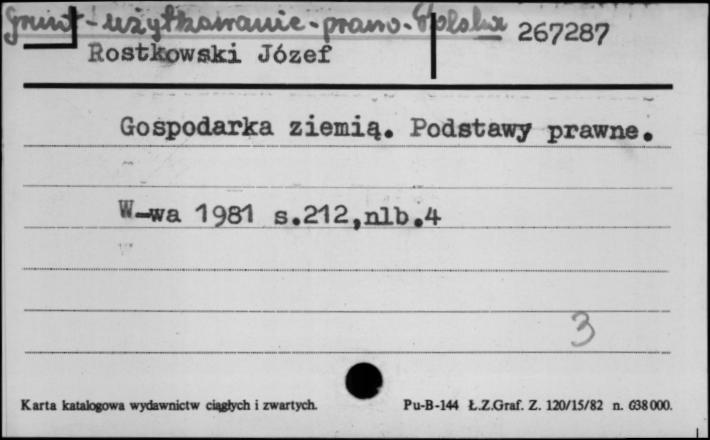 Grunt - użytkowanie - prawo - Polska
267287
Rostkowski Józef
Gospodarka ziemią. Podstawy prawne.
W-wa 1981 s.212,nlb.4
3
Karta katalogowa wydawnictw ciągłych i zwartych. Pu-B-144 Ł.Z.Graf. Z. 120/15/82 n. 638000.